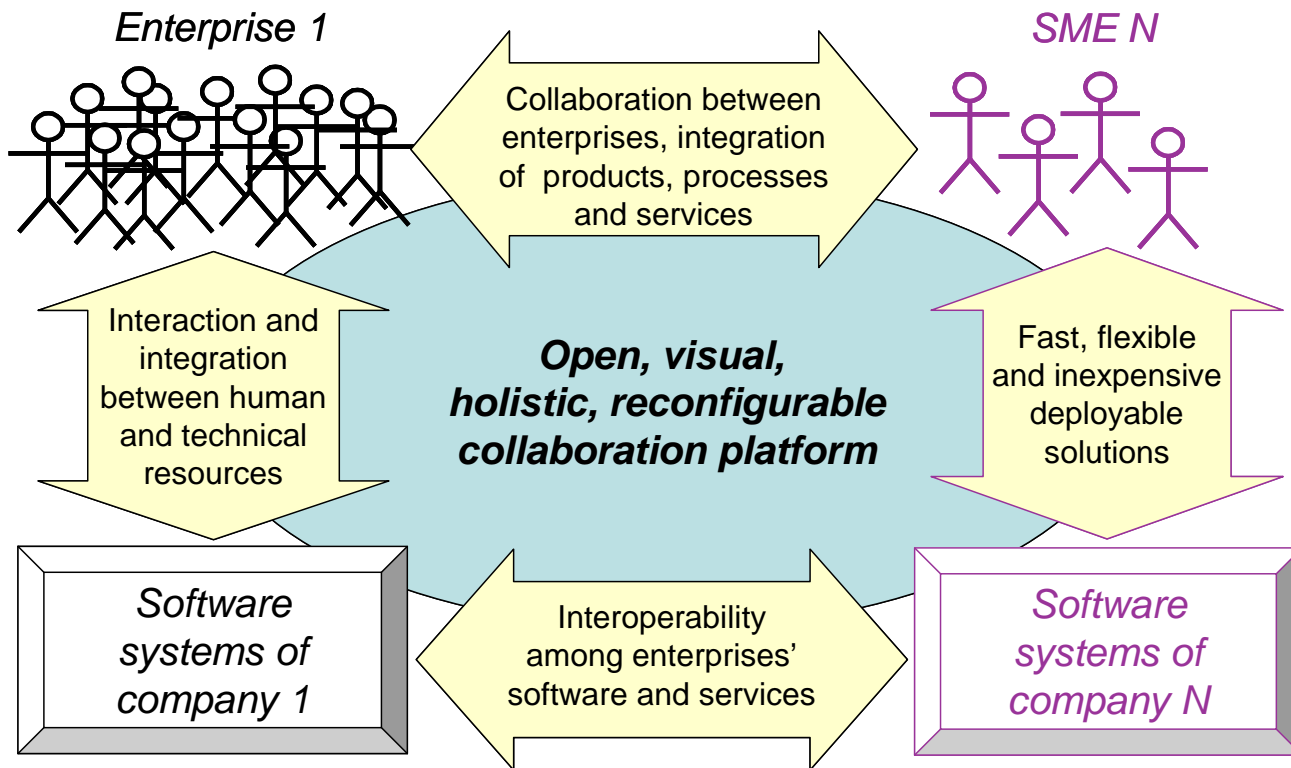 Enterprise 1
SME N
Collaboration between
enterprises, integration
of products, processes
and services
Interaction and
integration
between human
and technical
resources
Open, visual,
holistic, reconfigurable
collaboration platform
Fast, flexible
and inexpensive
deployable
solutions
Software
systems of
company 1
Interoperability
among enterprises’
software and services
Software
systems of
company N